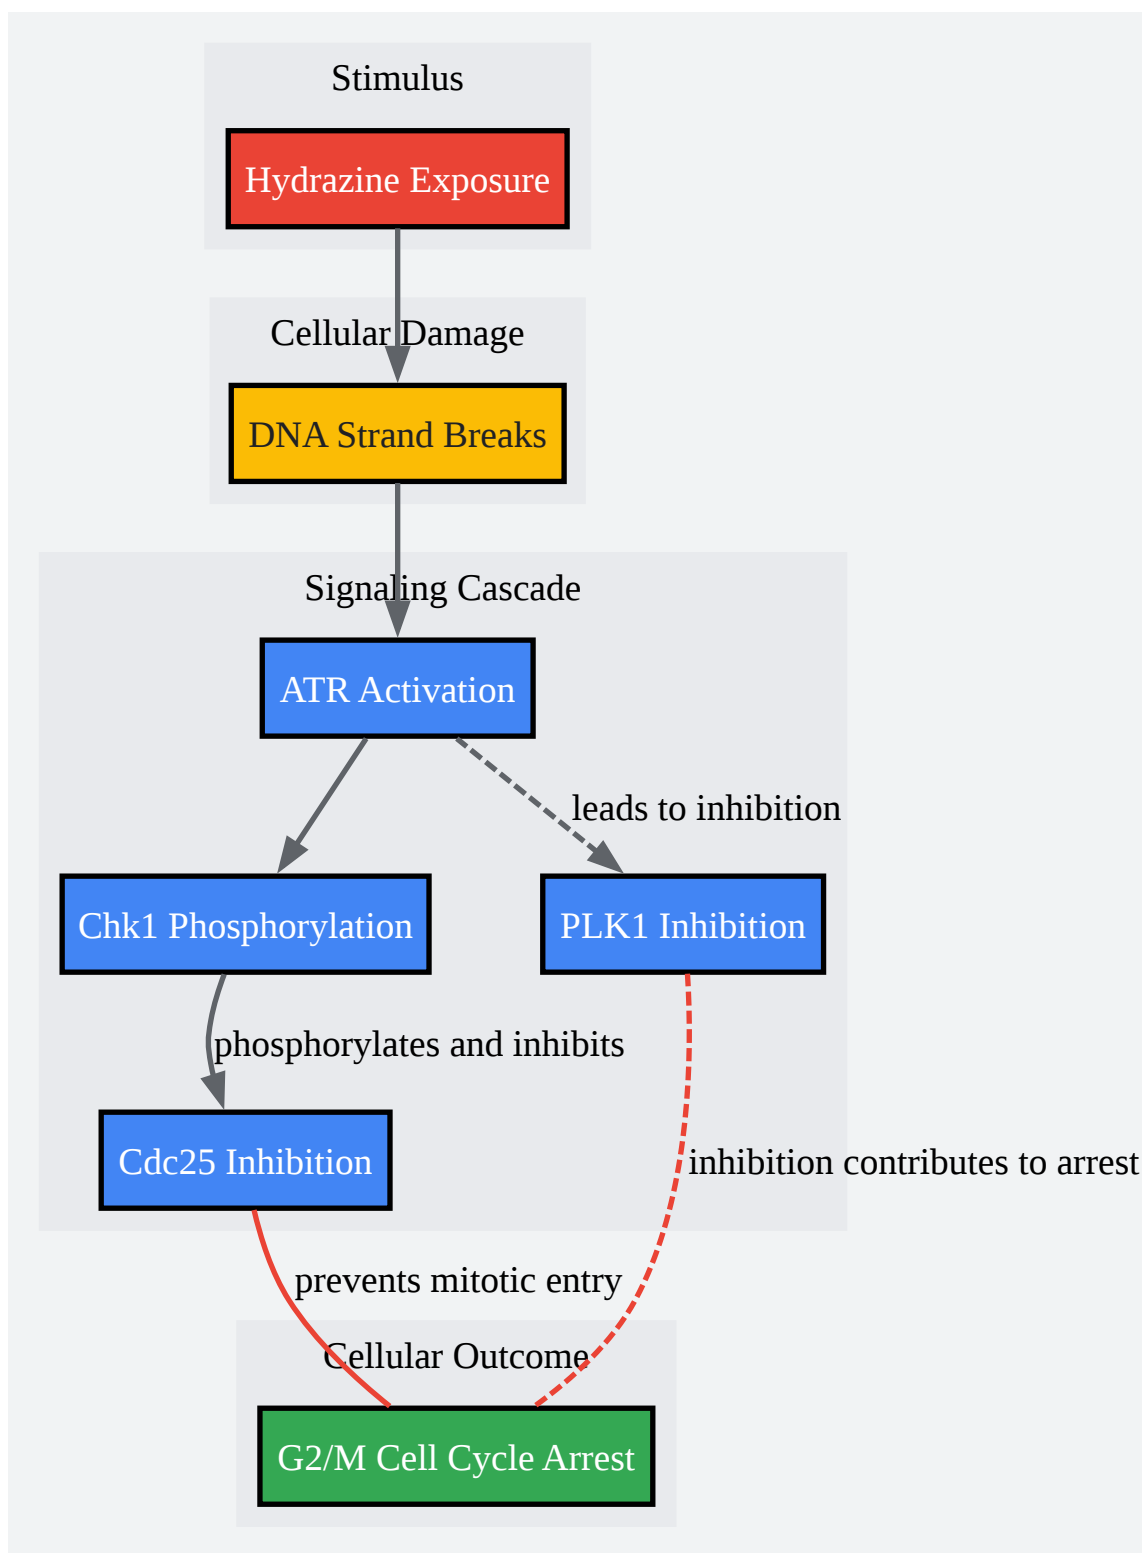 Stimulus
Hydrazine Exposure
Cellular Damage
DNA Strand Breaks
Signaling Cascade
ATR Activation
leads to inhibition
Chk1 Phosphorylation
PLK1 Inhibition
phosphorylates and inhibits
Cdc25 Inhibition
inhibition contributes to arrest
prevents mitotic entry
Cellular Outcome
G2/M Cell Cycle Arrest